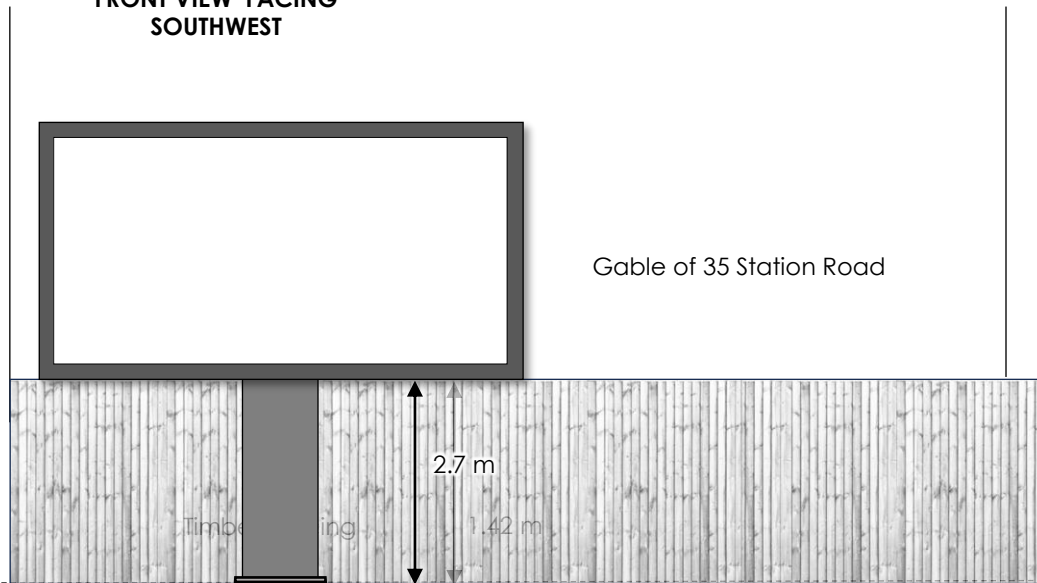 FRONT VIEW FACING
SOUTHWEST
Gable of 35 Station Road
2.7 m
1.42 m